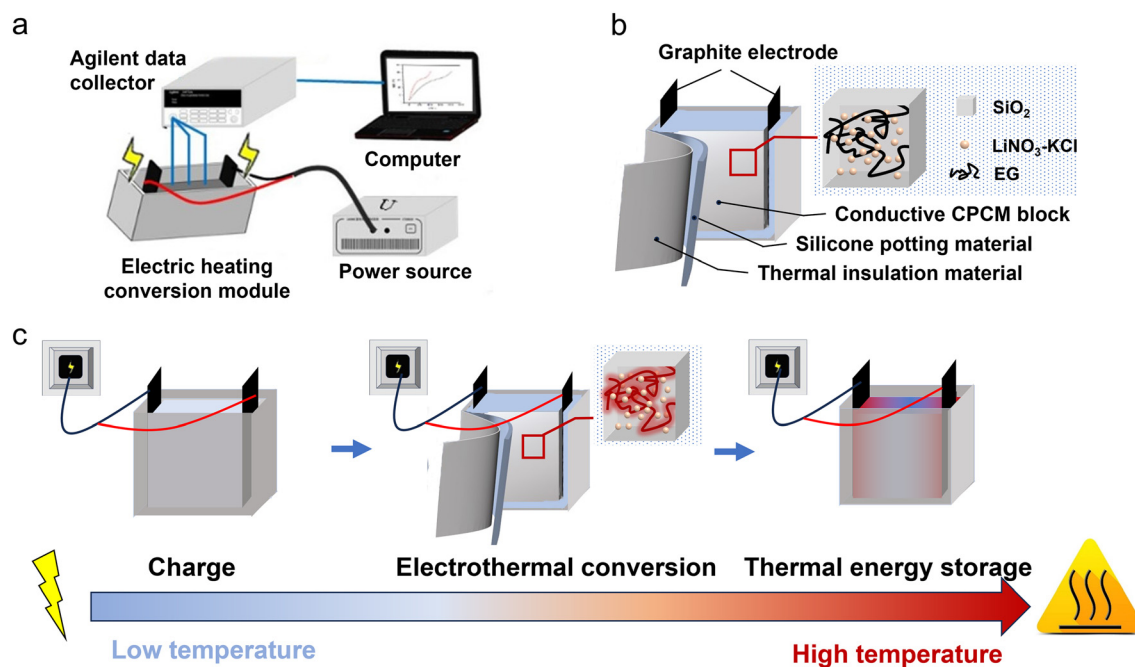 a
Agilent data
collector
Computer
Electric heating
conversion module
Power source
b
Graphite electrode
SiO₂
LiNO₃-KCl
EG
Conductive CPCM block
Silicone potting material
Thermal insulation material
c
Charge
Electrothermal conversion
Thermal energy storage
Low temperature
High temperature